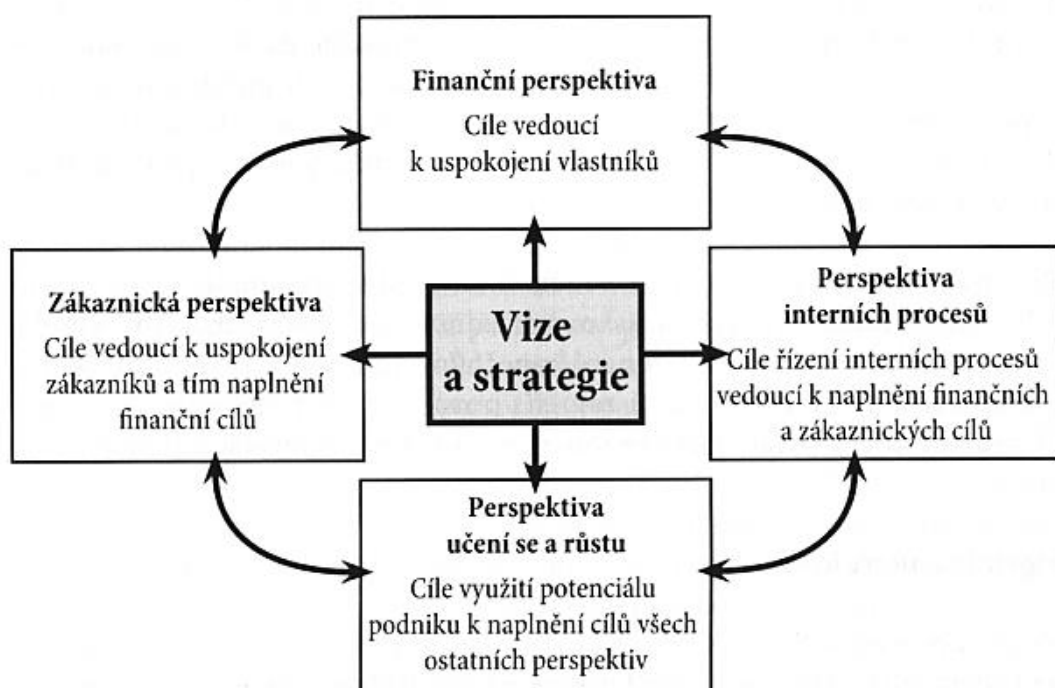 Finanční perspektiva
Cíle vedoucí
k uspokojení vlastníků
Zákaznická perspektiva
Cíle vedoucí k uspokojení
zákazníků a tím naplnění
finanční cílů
Vize
a strategie
Perspektiva
interních procesů
Cíle řízení interních procesů
vedoucí k naplnění finančních
a zákaznických cílů
Perspektiva
učení se a růstu
Cíle využití potenciálu
podniku k naplnění cílů všech
ostatních perspektiv